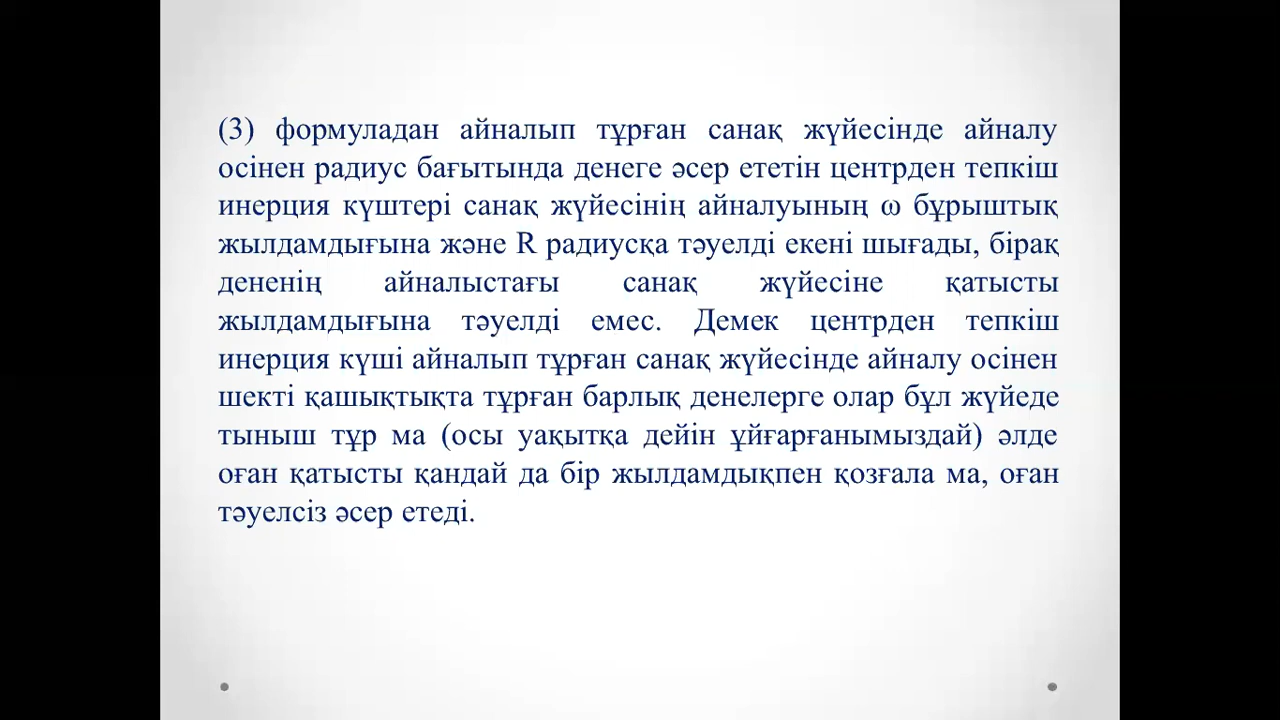 (3) формуладан айналып тұрған санақ жүйесінде айналу
осінен радиус бағытында денеге әсер ететін центрден тепкіш
инерция күштері санақ жүйесінің айналуының ω бұрыштық
жылдамдығына және R радиусқа тәуелді екені шығады, бірақ
дененің айналыстағы санақ жүйесіне қатысты
жылдамдығына тәуелді емес. Демек центрден тепкіш
инерция күші айналып тұрған санақ жүйесінде айналу осінен
шекті қашықтықта тұрған барлық денелерге олар бұл жүйеде
тыныш тұр ма (осы уақытқа дейін ұйғарғанымыздай) әлде
оған қатысты қандай да бір жылдамдықпен қозғала ма, оған
тәуелсіз әсер етеді.